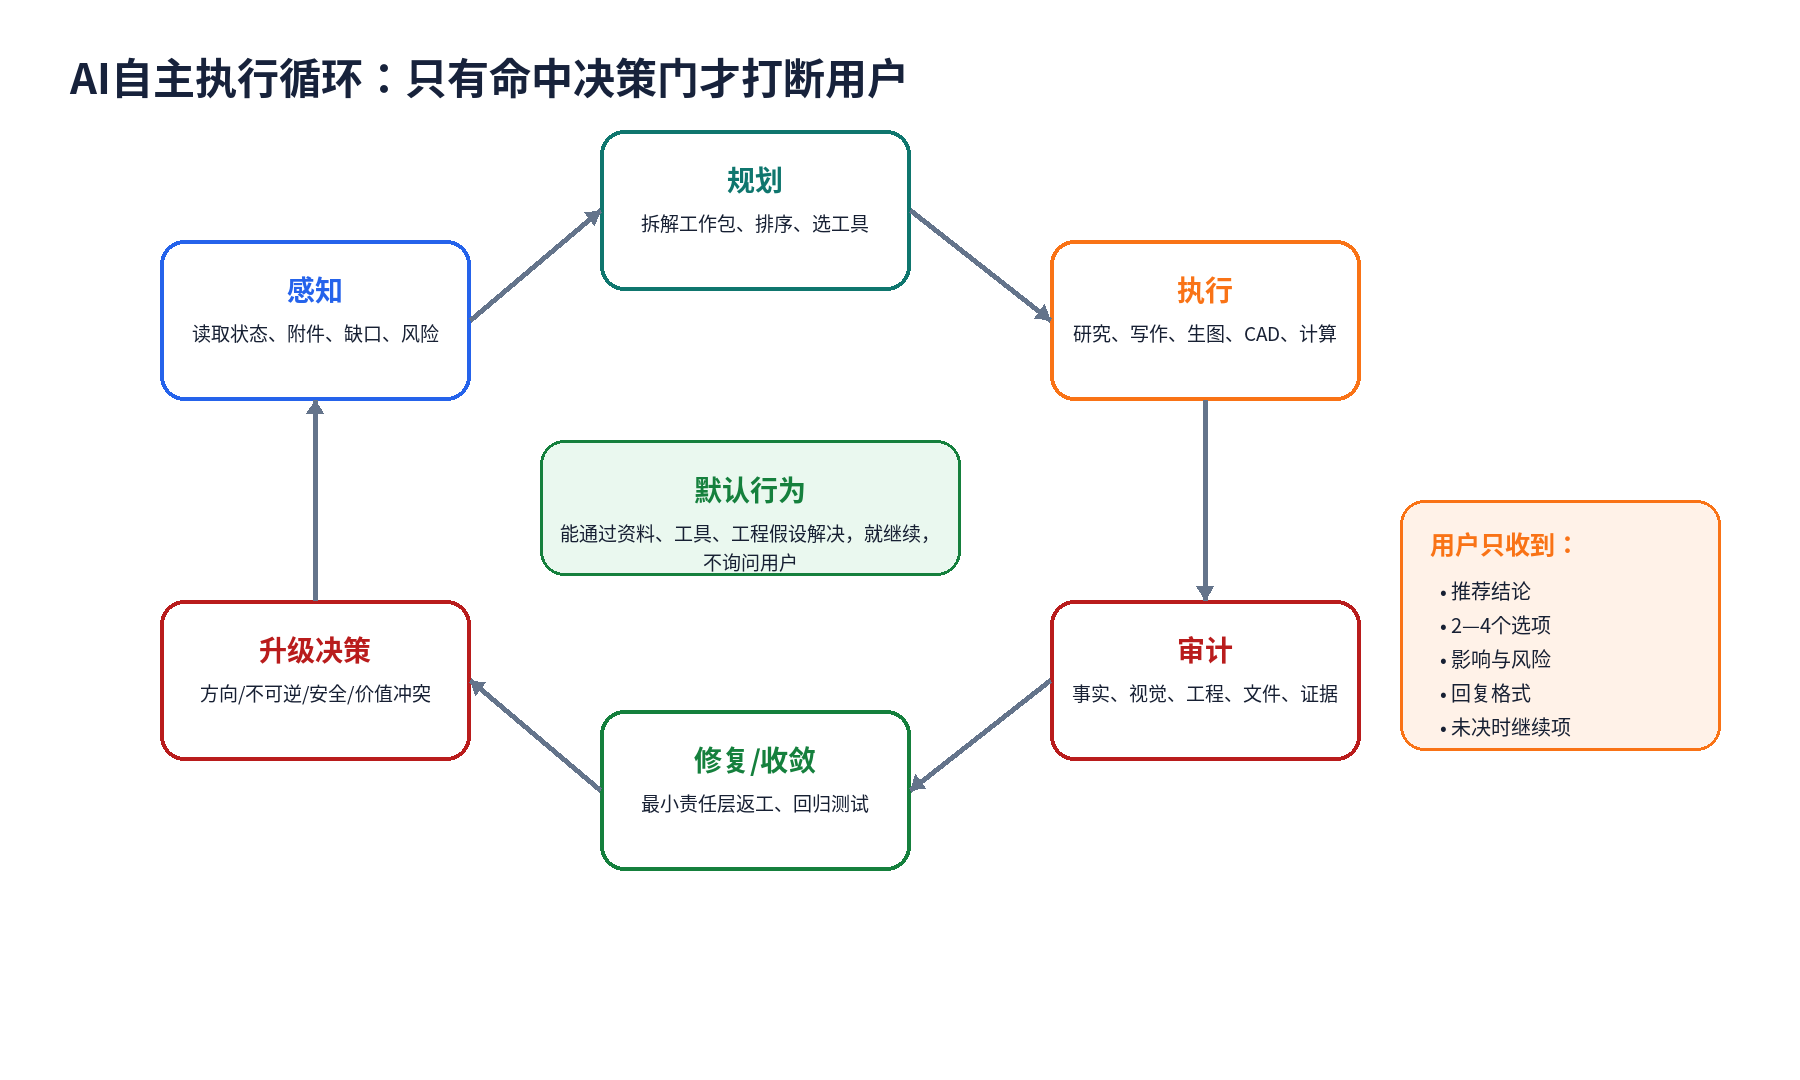 AI自主执行循环：只有命中决策门才打断用户
规划
拆解工作包、排序、选工具
感知
读取状态、附件、缺口、风险
执行
研究、写作、生图、CAD、计算
默认行为
能通过资料、工具、工程假设解决，就继续，
不询问用户
升级决策
方向/不可逆/安全/价值冲突
审计
事实、视觉、工程、文件、证据
修复/收敛
最小责任层返工、回归测试
用户只收到：
• 推荐结论
• 2—4个选项
• 影响与风险
• 回复格式
• 未决时继续项